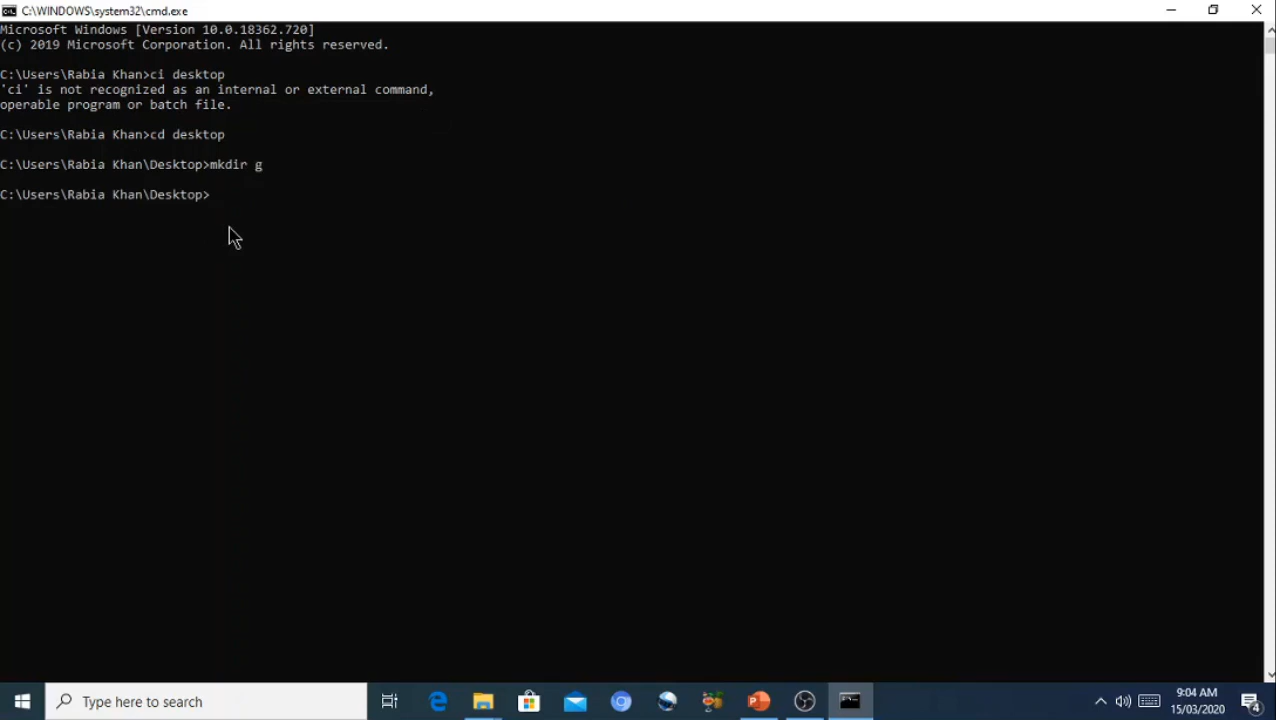 C:\WINDOWS\system32\cmd.exe
Microsoft Windows [Version 10.0.18362.720]
(c) 2019 Microsoft Corporation. All rights reserved.
C:\Users\Rabia Khan>ci desktop
'ci' is not recognized as an internal or external command,
operable program or batch file.
C:\Users\Rabia Khan>cd desktop
C:\Users\Rabia Khan\Desktop>mkdir g
C:\Users\Rabia Khan\Desktop>
Type here to search
9:04 AM
15/03/2020
4